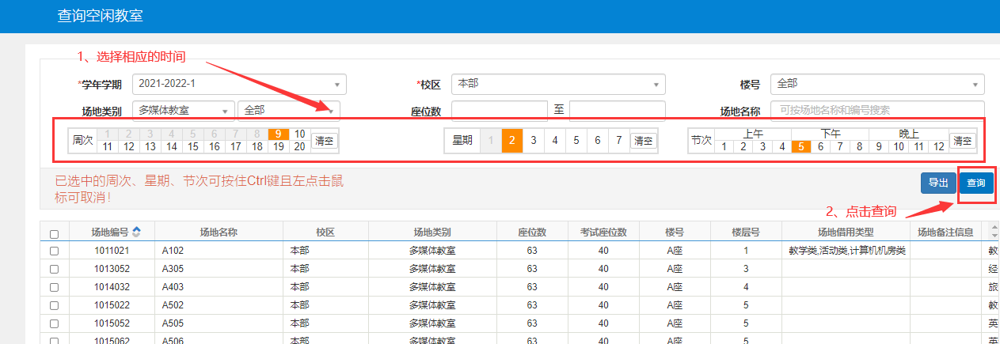 查询空闲教室
1、选择相应的时间
*学年学期 2021-2022-1 *校区 本部 楼号 全部
场地类别 多媒体教室 全部 座位数 至 场地名称 可按场地名称和编号搜索
周次 1 2 3 4 5 6 7 8 9 10 清空 星期 1 2 3 4 5 6 7 清空 节次 上午 下午 晚上 清空
11 12 13 14 15 16 17 18 19 20 1 2 3 4 5 6 7 8 9 10 11 12
已选中的周次、星期、节次可按住Ctrl键且左点击鼠
标可取消！
导出 查询
2、点击查询
场地编号 场地名称 校区 场地类别 座位数 考试座位数 楼号 楼层号 场地借用类型 场地备注信息
1011021 A102 本部 多媒体教室 63 40 A座 1 教学类,活动类,计算机机房类 教
1013052 A305 本部 多媒体教室 63 40 A座 3 经
1014032 A403 本部 多媒体教室 63 40 A座 4 旅
1015022 A502 本部 多媒体教室 63 40 A座 5 教
1015052 A505 本部 多媒体教室 63 40 A座 5 英
1015062 A506 本部 多媒体教室 63 40 A座 5 英